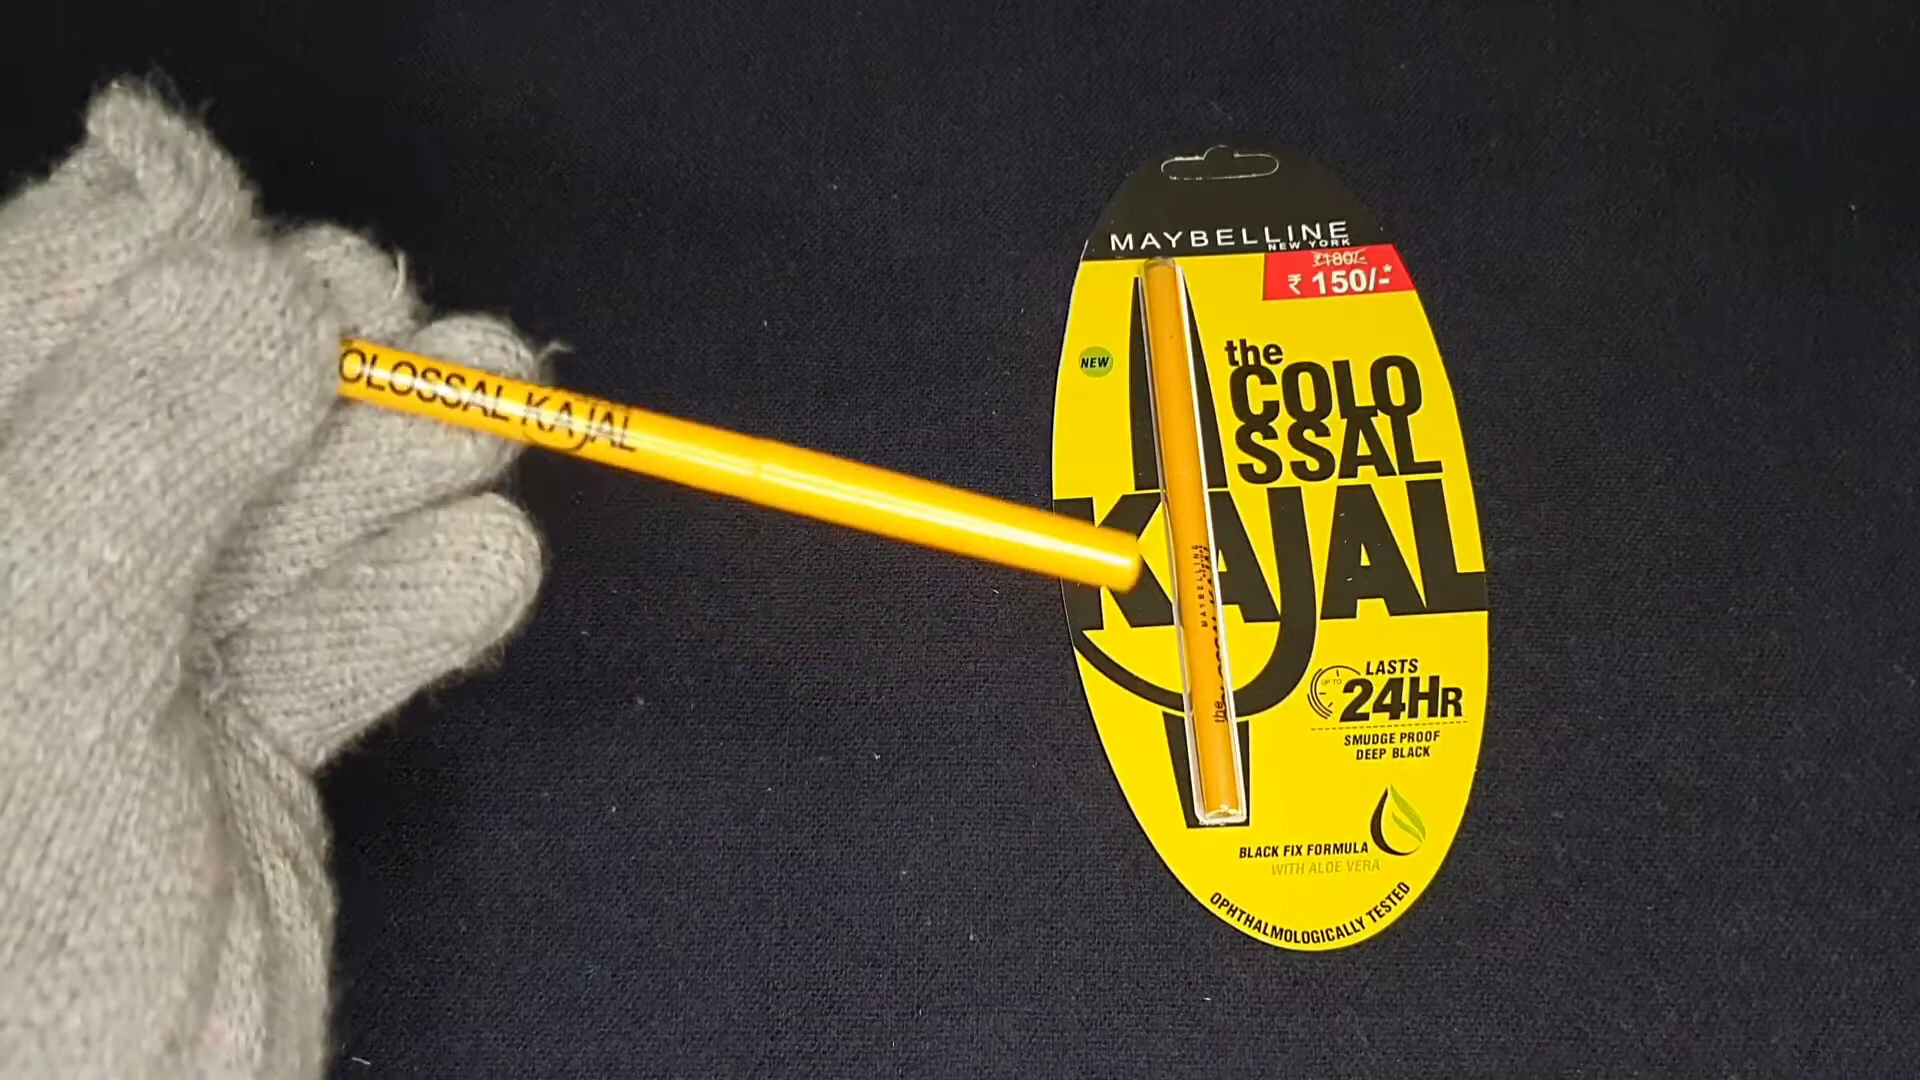 OLOSSAL KAJAL
MAYBELLINE
NEW YORK
₹180/-
₹ 150/-*
NEW
the
COLO
SSAL
KAJAL
MAYBELLINE
the
UP TO
LASTS
24HR
SMUDGE PROOF
DEEP BLACK
BLACK FIX FORMULA
WITH ALOE VERA
OPHTHALMOLOGICALLY TESTED